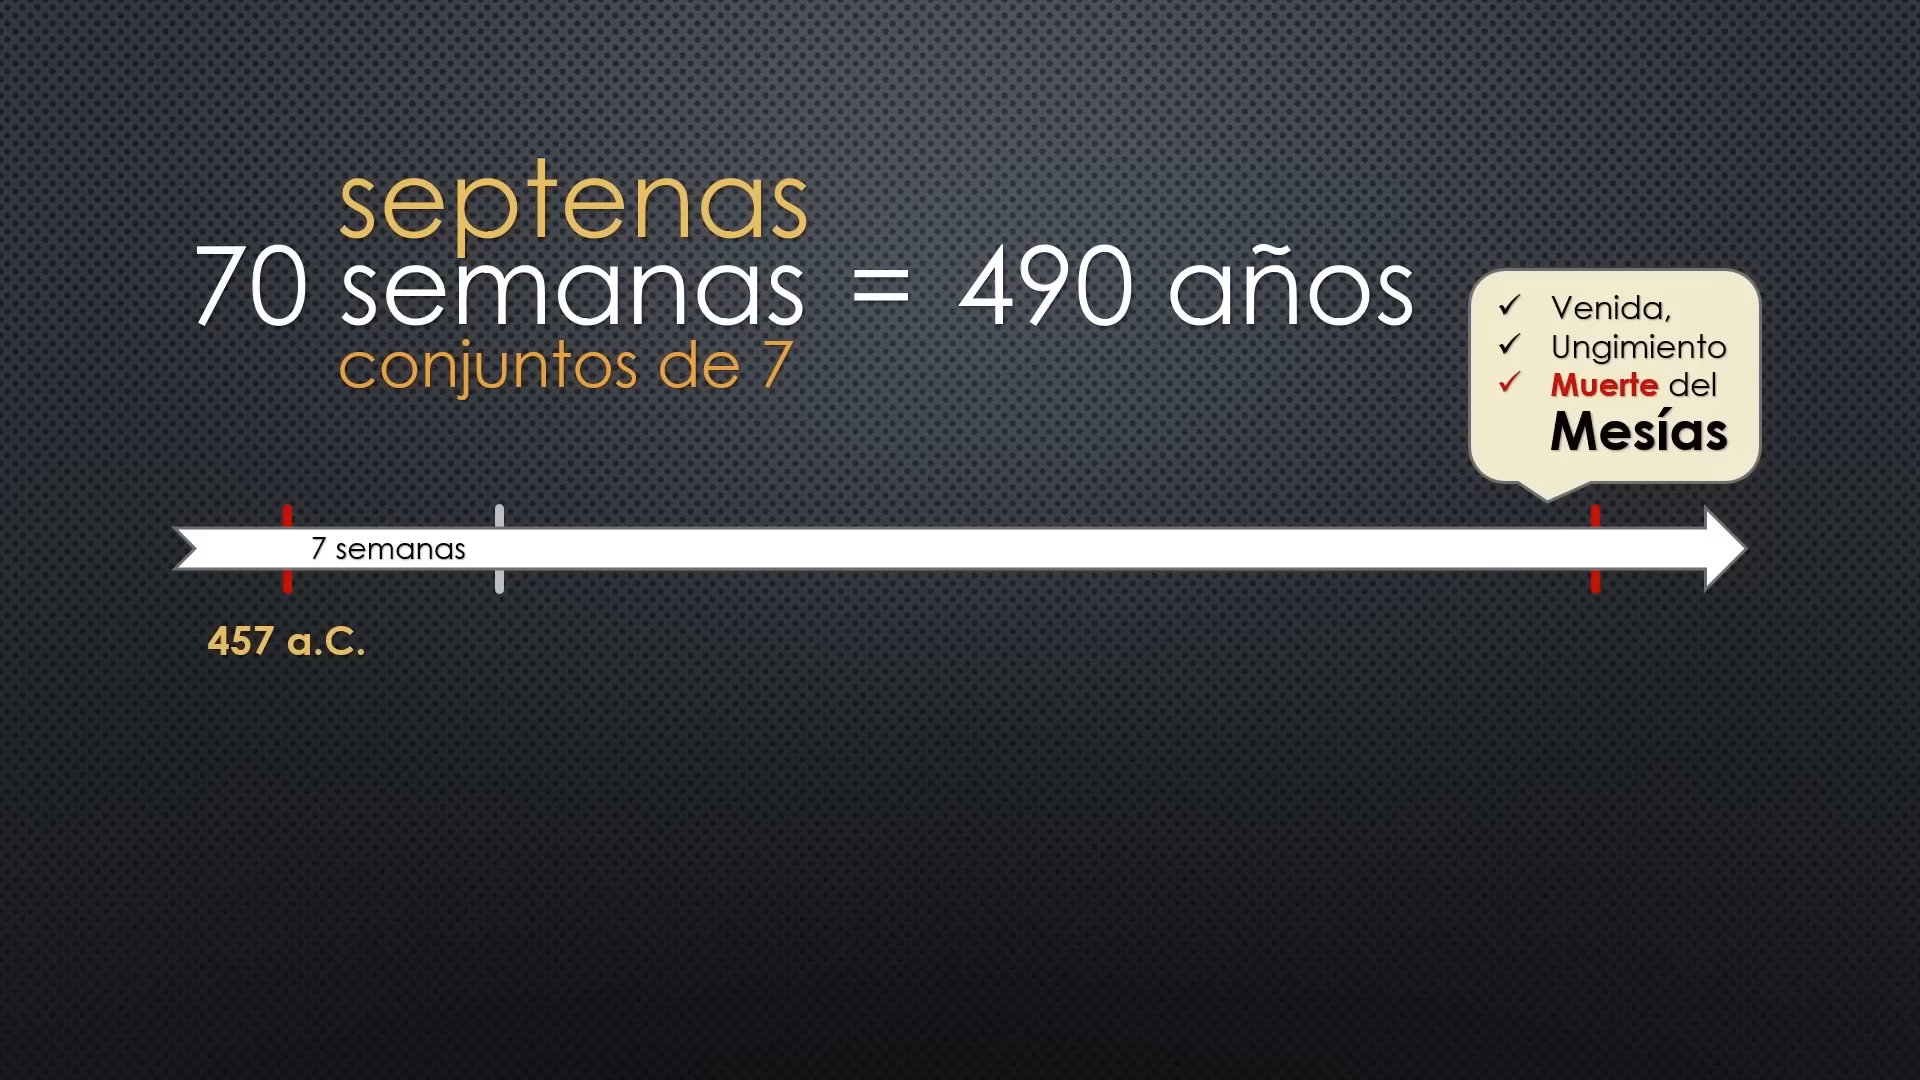 septenas
70 semanas = 490 años
conjuntos de 7
✓ Venida,
✓ Ungimiento
✓ Muerte del
Mesías
7 semanas
457 a.C.